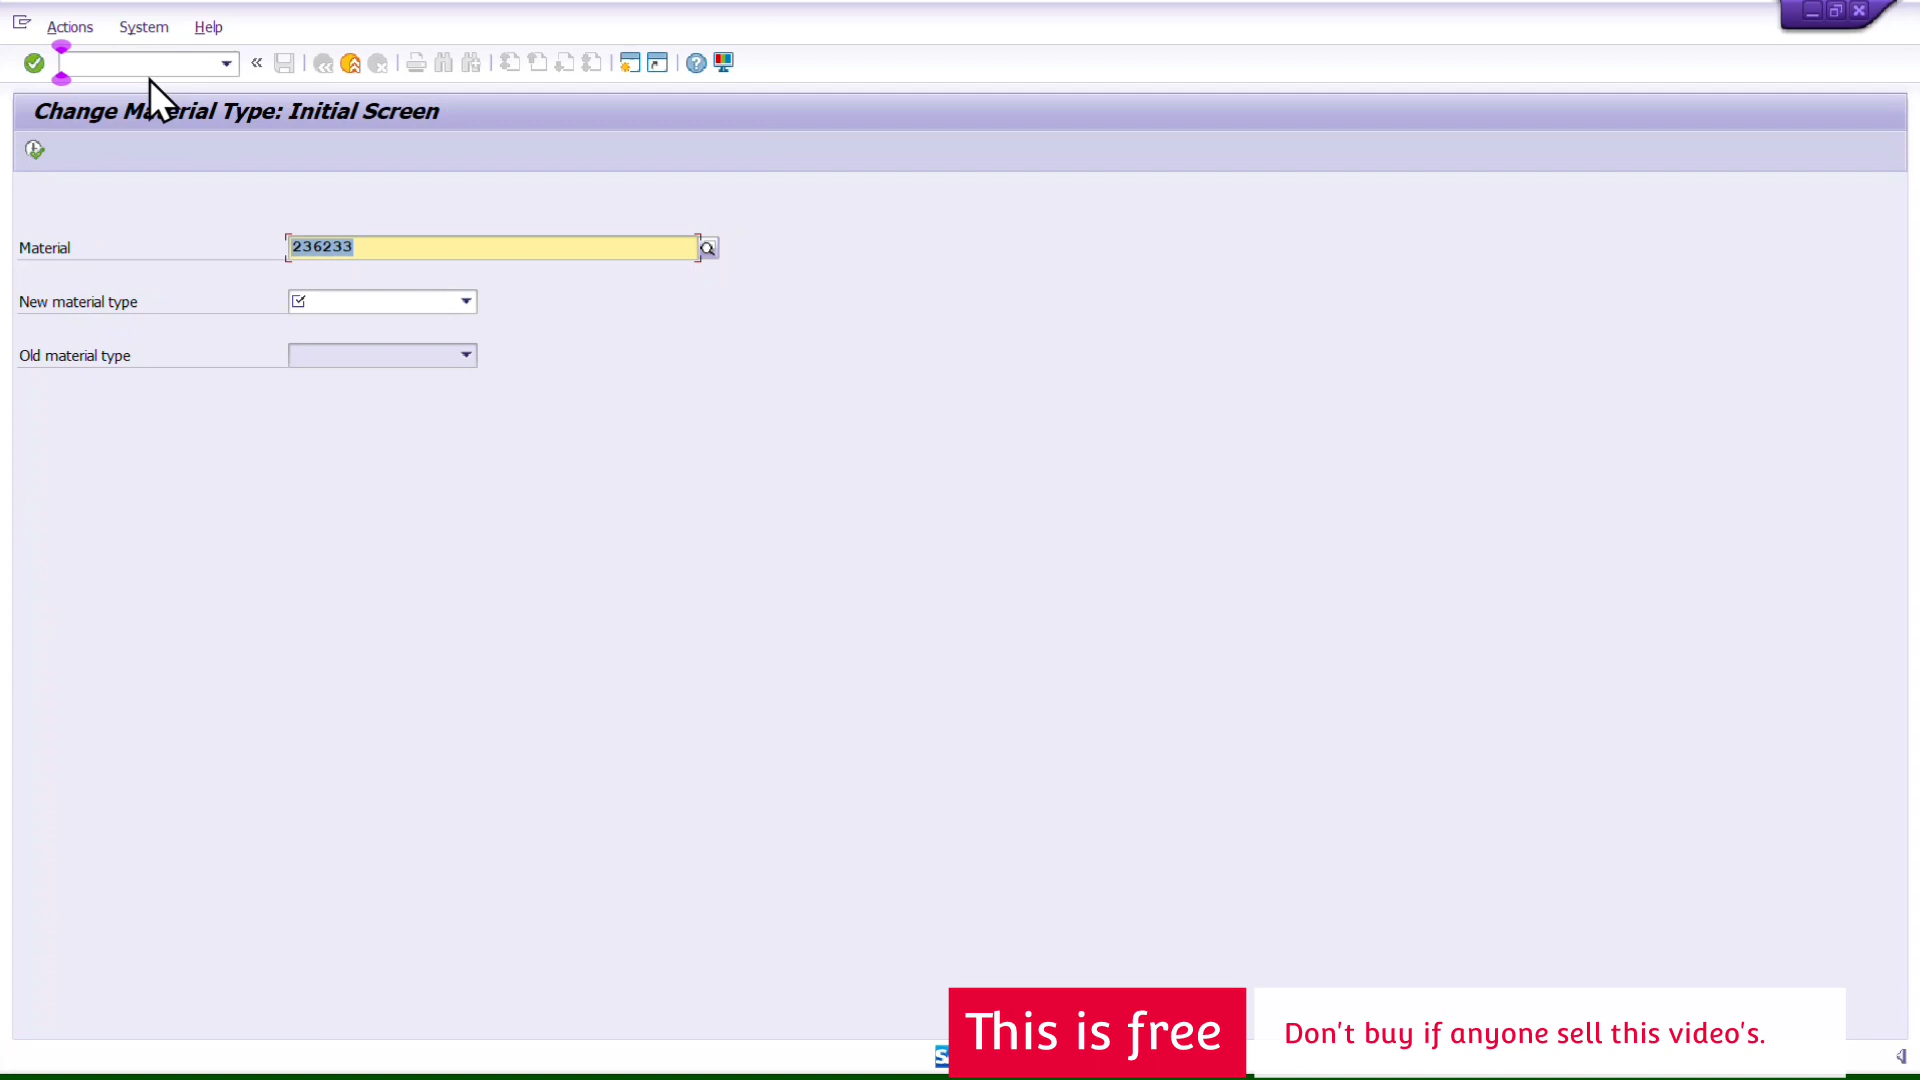 Actions System Help
Change Material Type: Initial Screen
Material 236233
New material type
Old material type
This is free
Don't buy if anyone sell this video's.